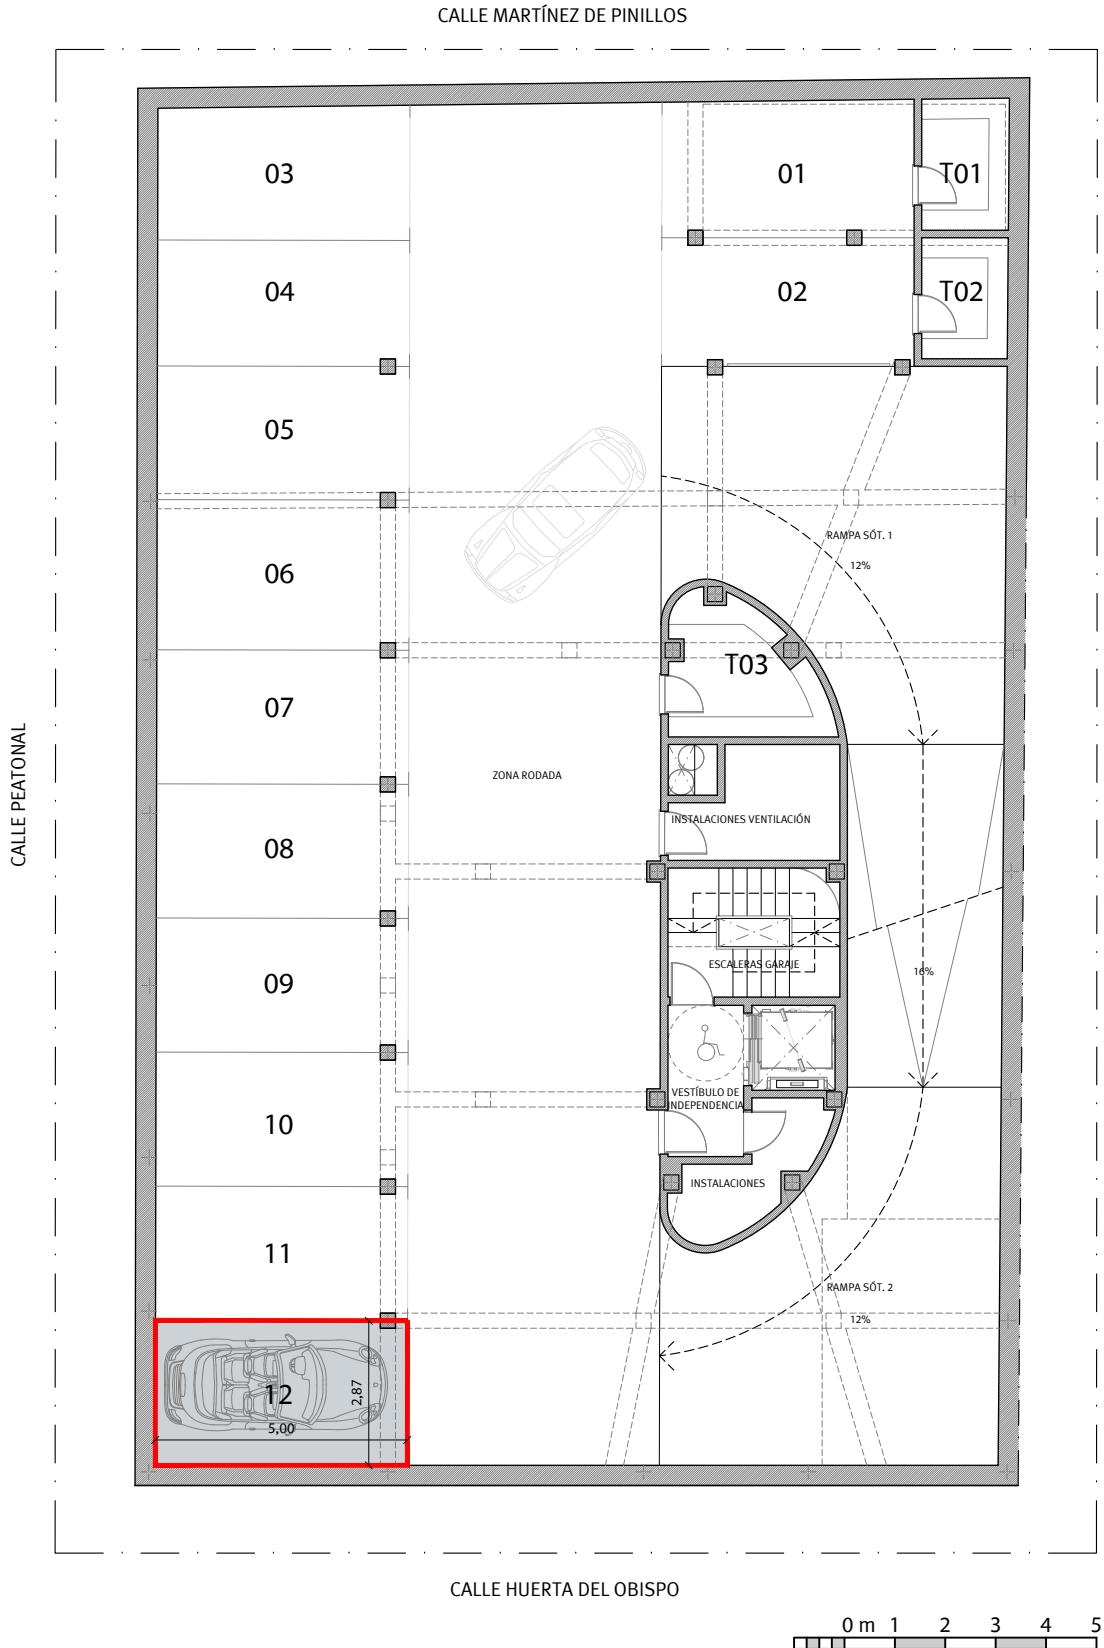 CALLE MARTÍNEZ DE PINILLOS
03
01
T01
04
02
T02
05
RAMPA SÓT. 1
12%
06
T03
07
CALLE PEATONAL
ZONA RODADA
INSTALACIONES VENTILACIÓN
08
ESCALERAS GARAJE
16%
09
VESTÍBULO DE
INDEPENDENCIA
10
INSTALACIONES
11
RAMPA SÓT. 2
12%
12
2,87
5,00
CALLE HUERTA DEL OBISPO
0 m 1 2 3 4 5